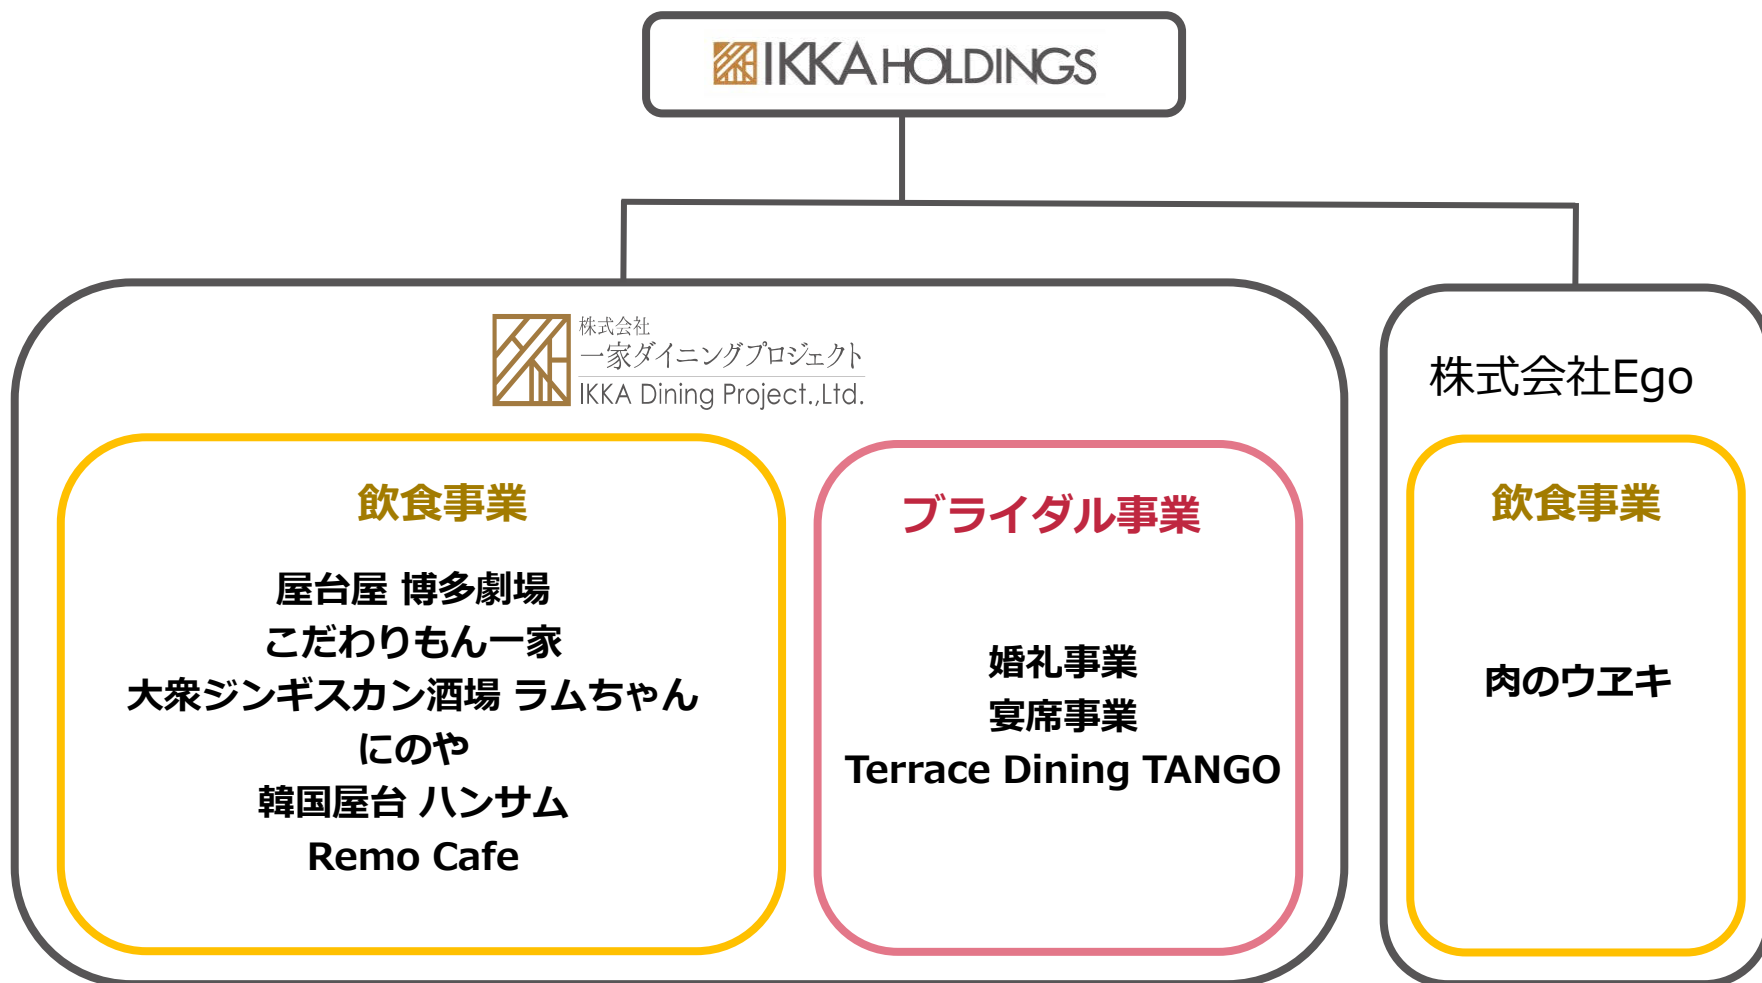 IKKA HOLDINGS
株式会社
一家ダイニングプロジェクト
IKKA Dining Project.,Ltd.
飲食事業
屋台屋 博多劇場
こだわりもん一家
大衆ジンギスカン酒場 ラムちゃん
にのや
韓国屋台 ハンサム
Remo Cafe
ブライダル事業
婚礼事業
宴席事業
Terrace Dining TANGO
株式会社Ego
飲食事業
肉のウヱキ